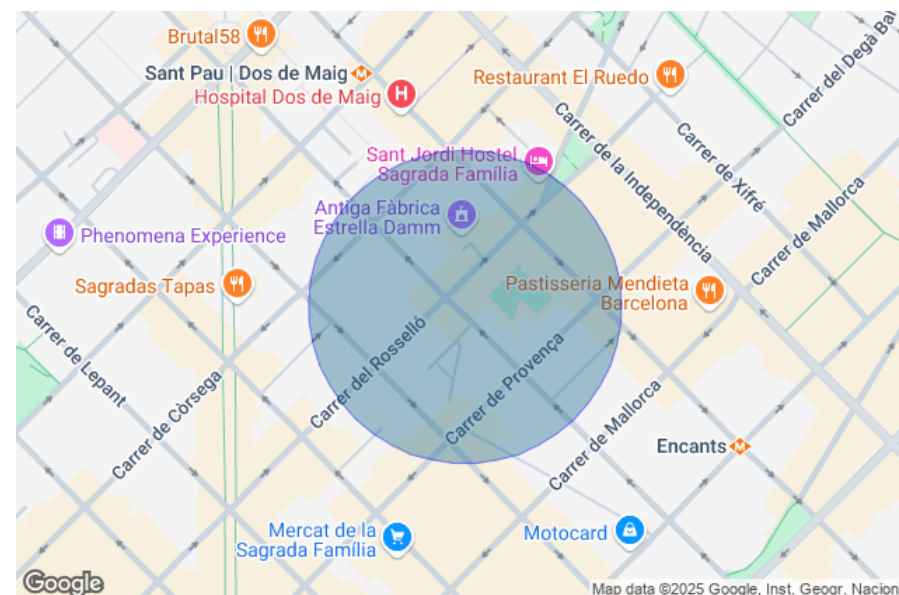 Brutal58
Sant Pau | Dos de Maig
Hospital Dos de Maig
Restaurant El Ruedo
Carrer del Degà Bai
Carrer de la Independència
Carrer de Xifré
Carrer de Mallorca
Sant Jordi Hostel
Sagrada Família
Antiga Fàbrica
Estrella Damm
Phenomena Experience
Sagradas Tapas
Pastisseria Mendieta
Barcelona
Carrer de Lepant
Carrer de Còrsega
Carrer del Rosselló
Carrer de Provença
Carrer de Mallorca
Encants
Mercat de la
Sagrada Família
Motocard
Google
Map data ©2025 Google, Inst. Geogr. Nacion